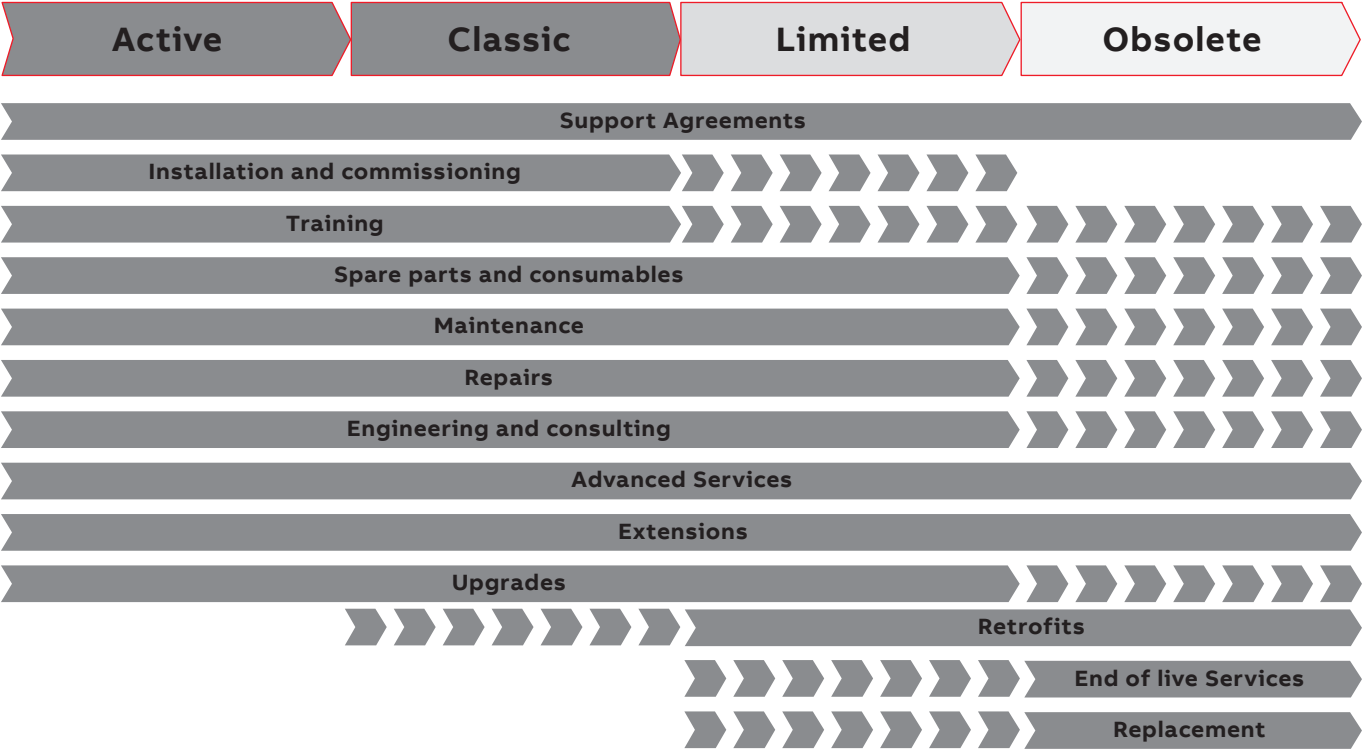 Active
Classic
Limited
Obsolete
Support Agreements
Installation and commissioning
Training
Spare parts and consumables
Maintenance
Repairs
Engineering and consulting
Advanced Services
Extensions
Upgrades
Retrofits
End of live Services
Replacement